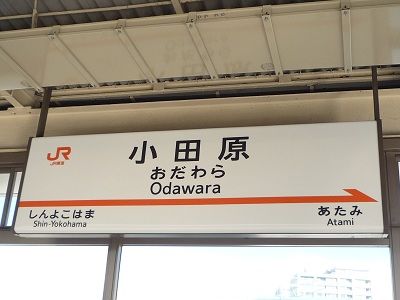 JR
JR東海
小田原
おだわら
Odawara
しんよこはま
Shin-Yokohama
あたみ
Atami